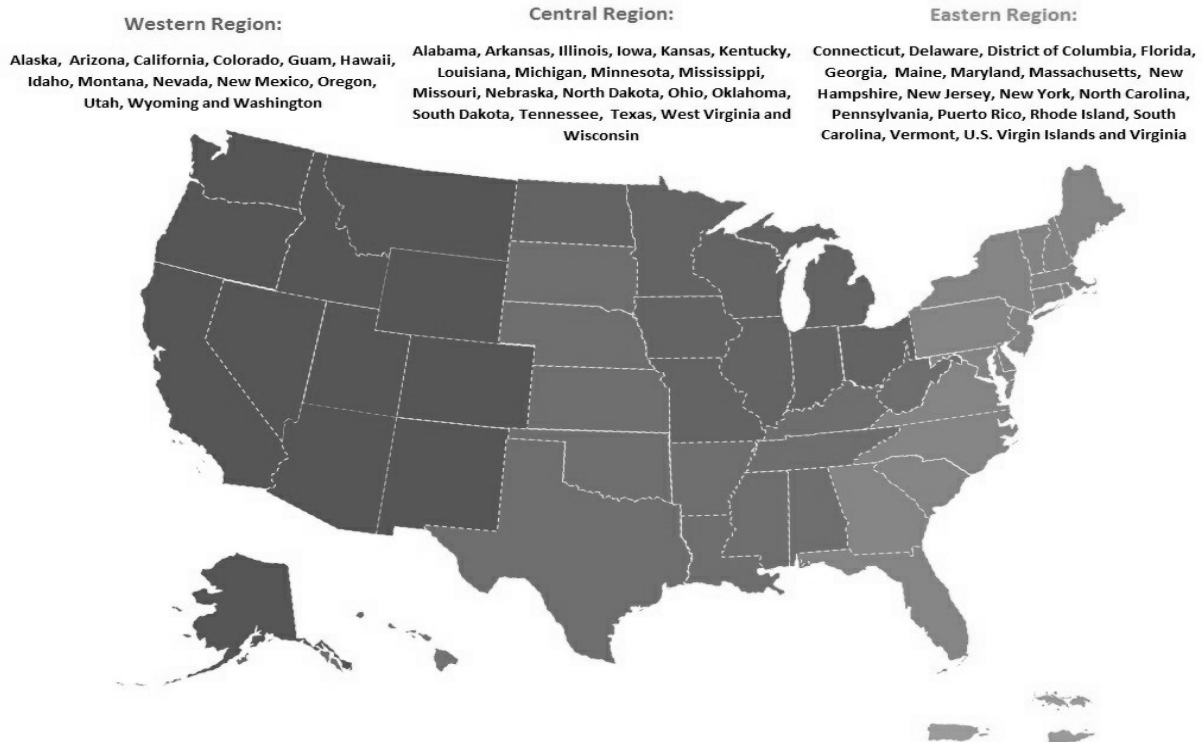 Western Region:
Alaska, Arizona, California, Colorado, Guam, Hawaii,
Idaho, Montana, Nevada, New Mexico, Oregon,
Utah, Wyoming and Washington
Central Region:
Alabama, Arkansas, Illinois, Iowa, Kansas, Kentucky,
Louisiana, Michigan, Minnesota, Mississippi,
Missouri, Nebraska, North Dakota, Ohio, Oklahoma,
South Dakota, Tennessee, Texas, West Virginia and
Wisconsin
Eastern Region:
Connecticut, Delaware, District of Columbia, Florida,
Georgia, Maine, Maryland, Massachusetts, New
Hampshire, New Jersey, New York, North Carolina,
Pennsylvania, Puerto Rico, Rhode Island, South
Carolina, Vermont, U.S. Virgin Islands and Virginia